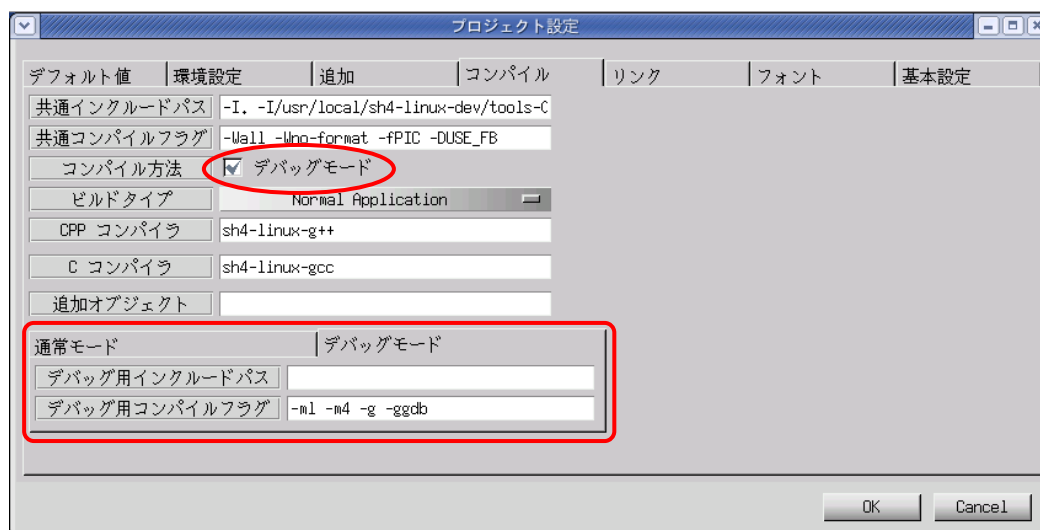 プロジェクト設定
デフォルト値 環境設定 追加 コンパイル リンク フォント 基本設定
共通インクルードパス -I. -I/usr/local/sh4-linux-dev/tools-C
共通コンパイルフラグ -Wall -Wno-format -fPIC -DUSE_FB
コンパイル方法 デバッグモード
ビルドタイプ Normal Application
CPP コンパイラ sh4-linux-g++
C コンパイラ sh4-linux-gcc
追加オブジェクト
通常モード デバッグモード
デバッグ用インクルードパス
デバッグ用コンパイルフラグ -ml -m4 -g -ggdb
OK Cancel